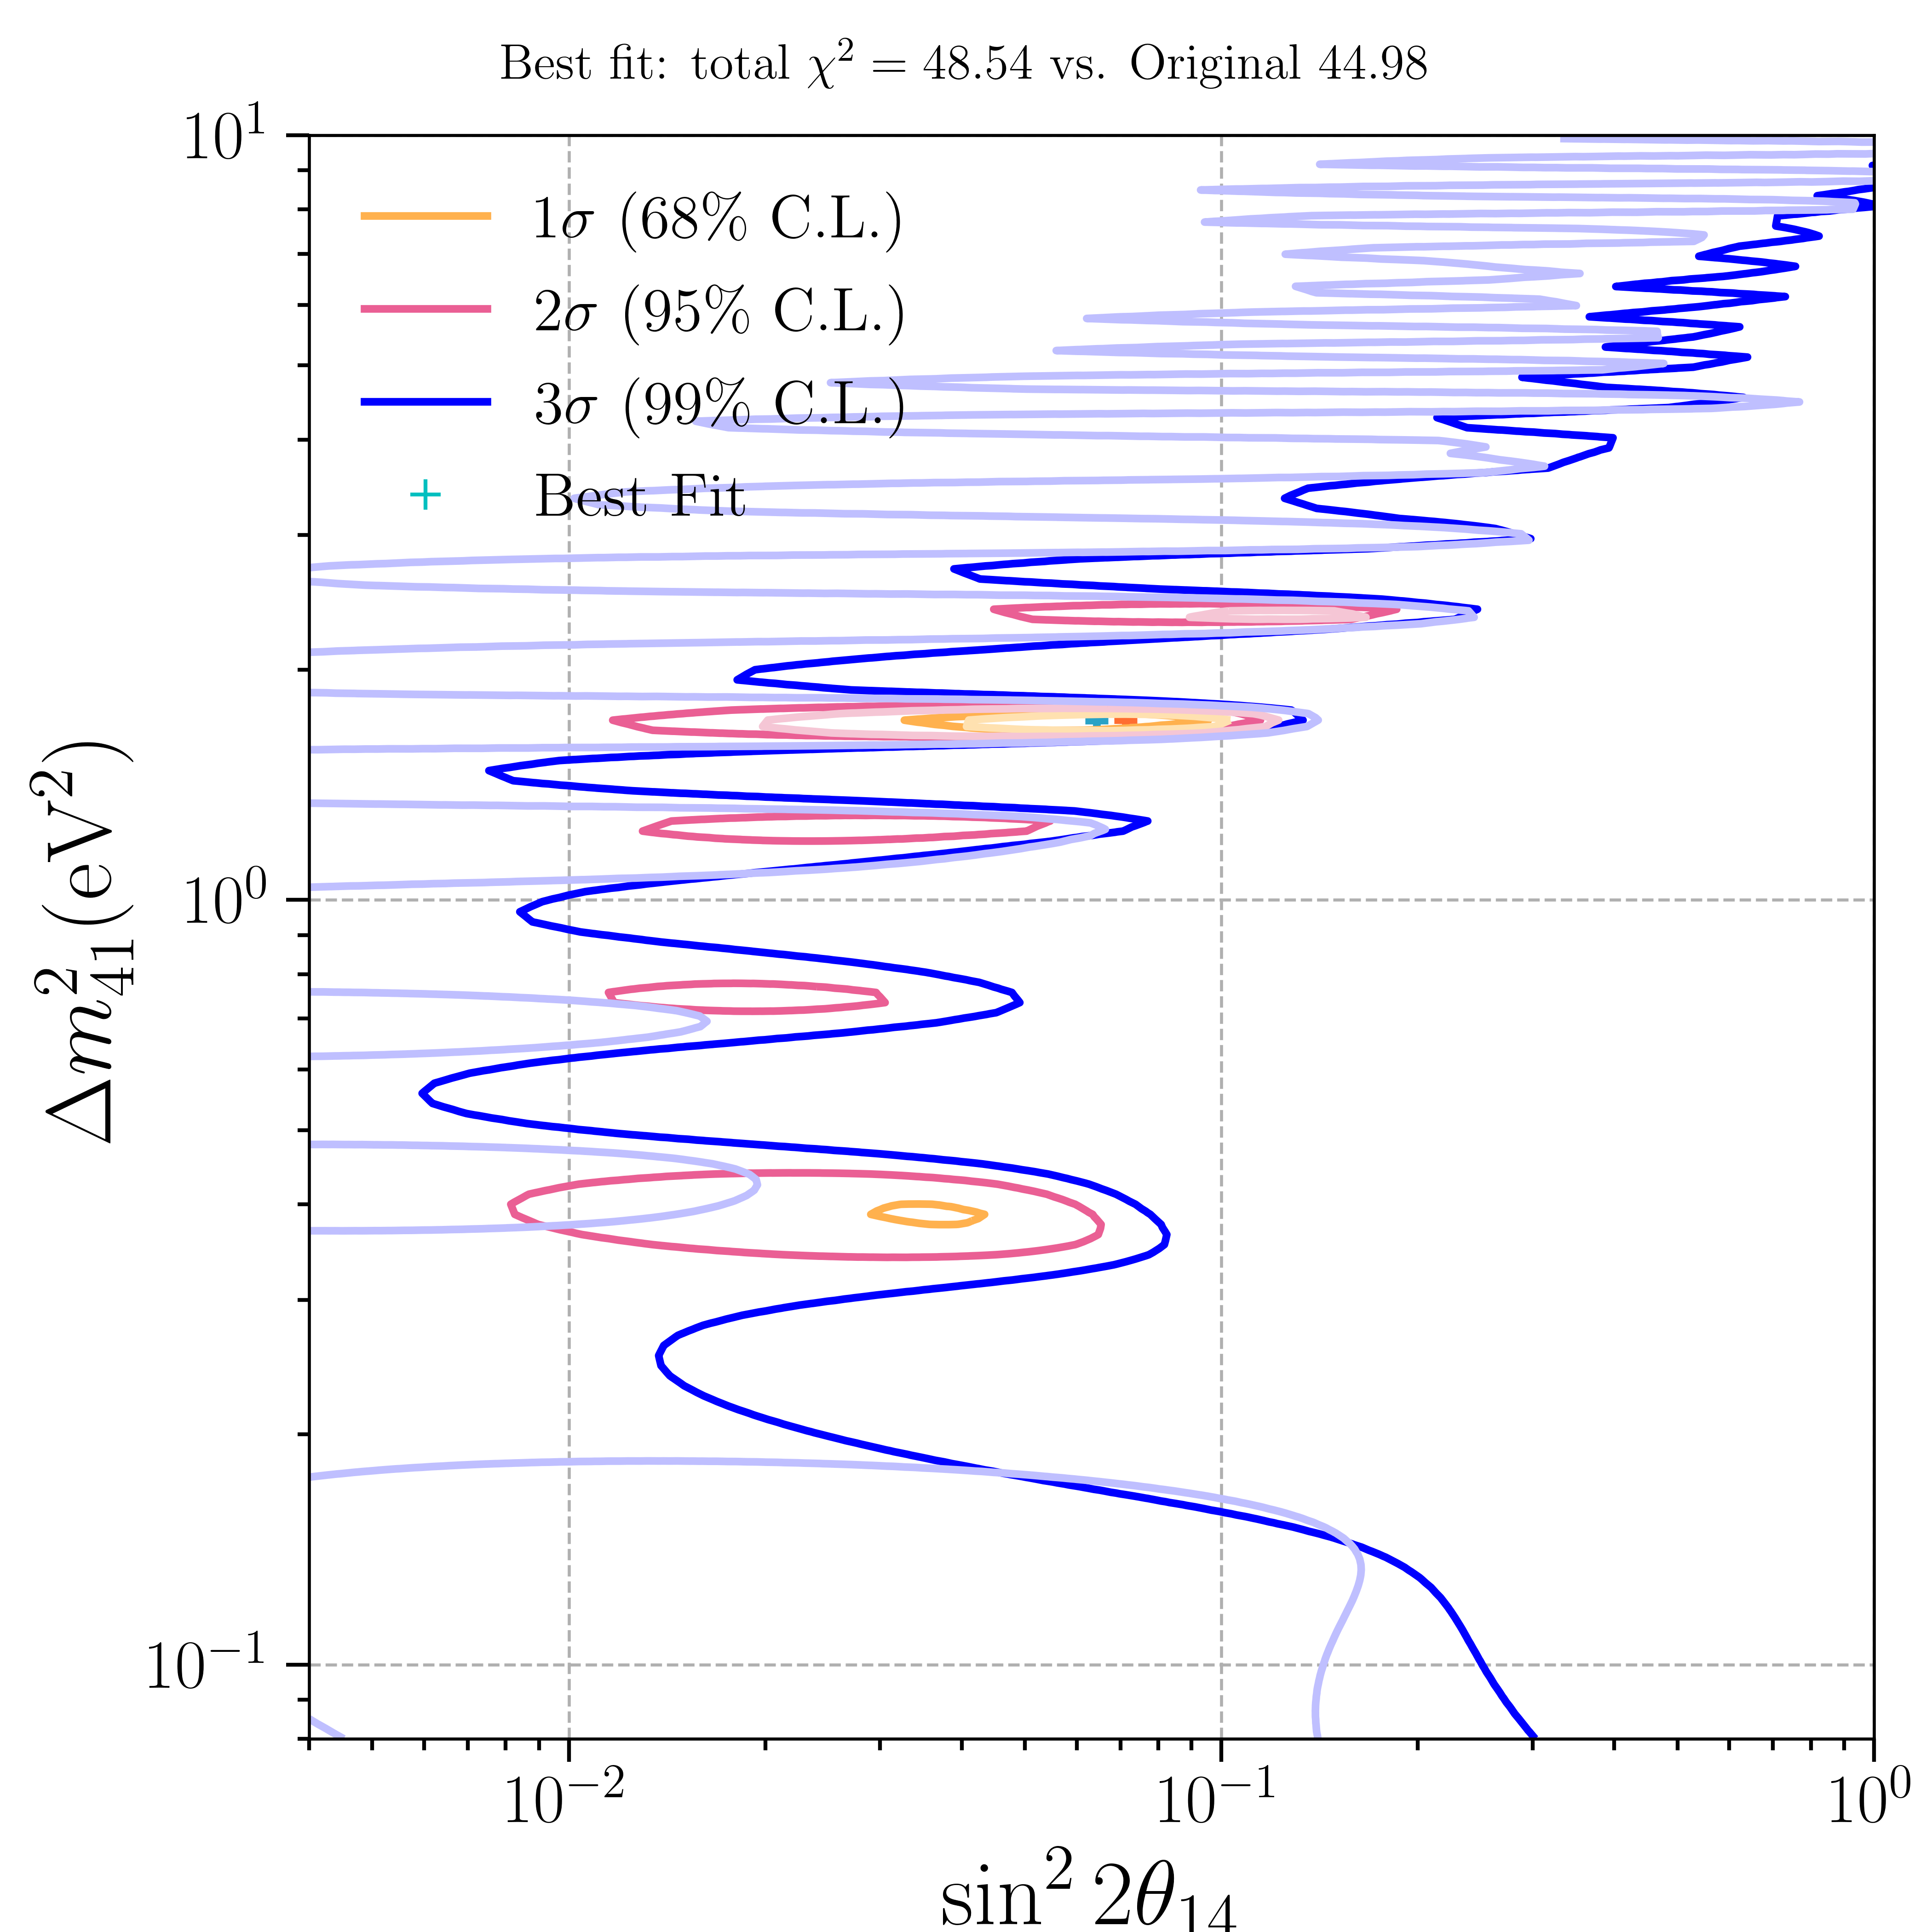 Best fit: total χ² = 48.54 vs. Original 44.98
10¹
1σ (68% C.L.)
2σ (95% C.L.)
3σ (99% C.L.)
Best Fit
Δm²₄₁(eV²)
10⁰
10⁻¹
10⁻²
10⁻¹
10⁰
sin² 2θ₁₄